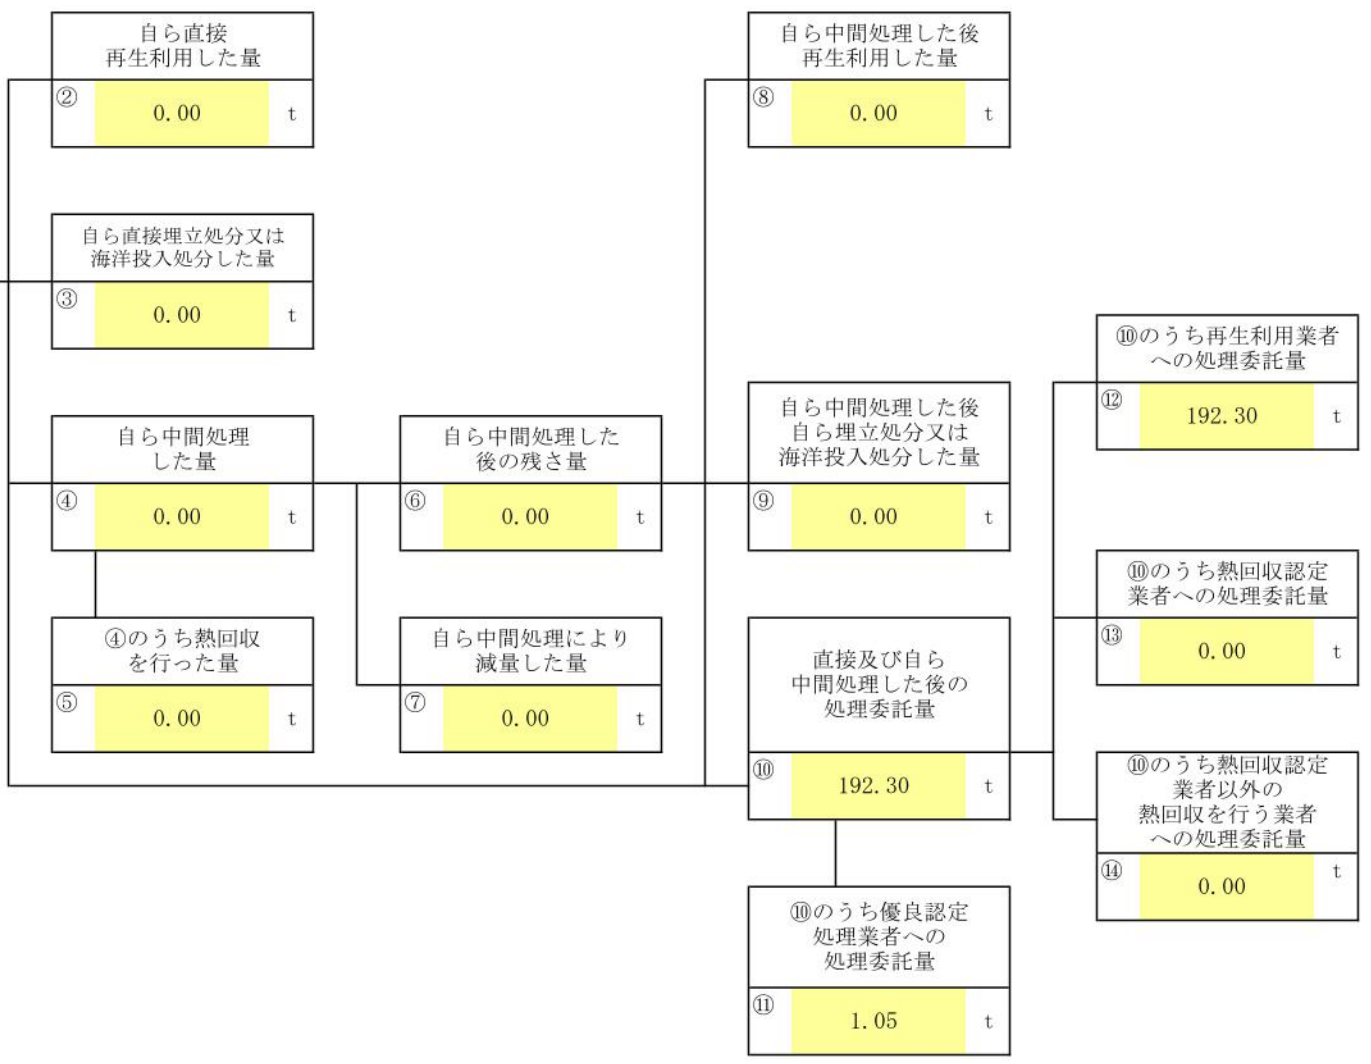 自ら直接
再生利用した量
② 0.00 t
自ら中間処理した後
再生利用した量
⑧ 0.00 t
自ら直接埋立処分又は
海洋投入処分した量
③ 0.00 t
⑩のうち再生利用業者
への処理委託量
⑫ 192.30 t
自ら中間処理
した量
④ 0.00 t
自ら中間処理した
後の残さ量
⑥ 0.00 t
自ら中間処理した後
自ら埋立処分又は
海洋投入処分した量
⑨ 0.00 t
⑩のうち熱回収認定
業者への処理委託量
⑬ 0.00 t
④のうち熱回収
を行った量
⑤ 0.00 t
自ら中間処理により
減量した量
⑦ 0.00 t
直接及び自ら
中間処理した後の
処理委託量
⑩ 192.30 t
⑩のうち熱回収認定
業者以外の
熱回収を行う業者
への処理委託量
⑭ 0.00 t
⑩のうち優良認定
処理業者への
処理委託量
⑪ 1.05 t